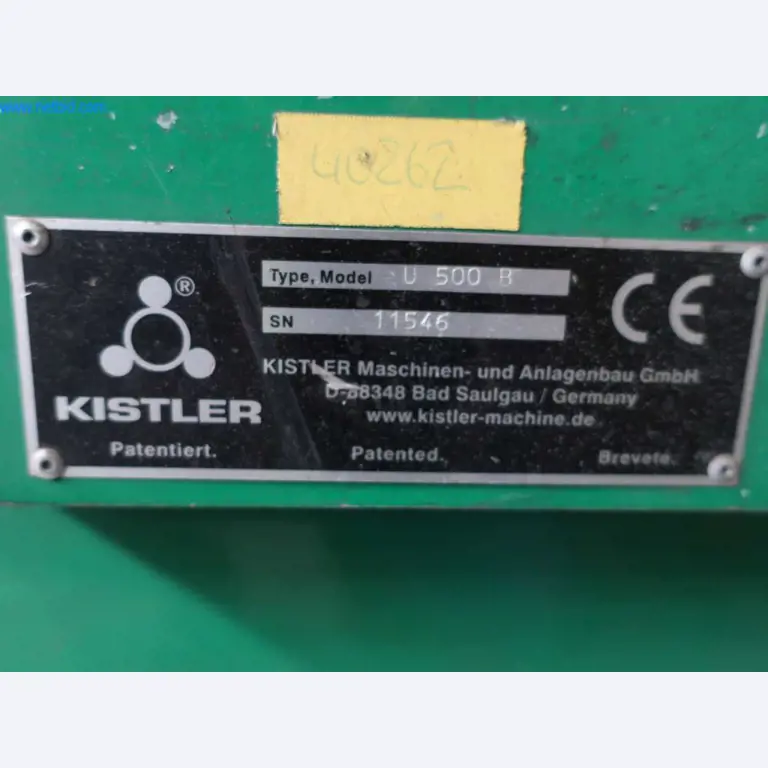 40262
Type, Model U 500 B
SN 11546
®
KISTLER
CE
KISTLER Maschinen- und Anlagenbau GmbH
D-88348 Bad Saulgau / Germany
www.kistler-machine.de
Patentiert. Patented. Brevete.